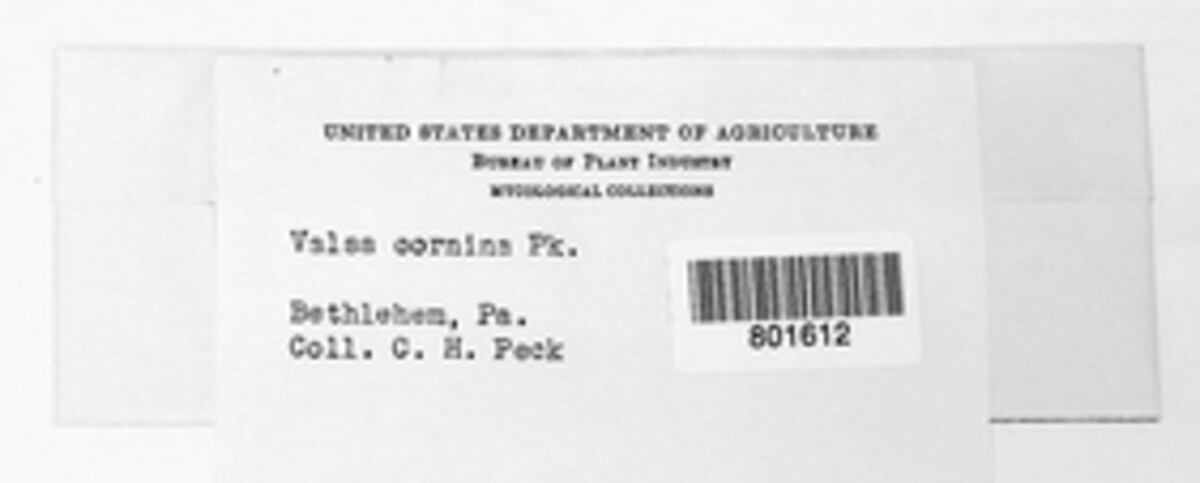 UNITED STATES DEPARTMENT OF AGRICULTURE
BUREAU OF PLANT INDUSTRY
MYCOLOGICAL COLLECTIONS
Valsa cornina Pk.
801612
Bethlehem, Pa.
Coll. C. H. Peck